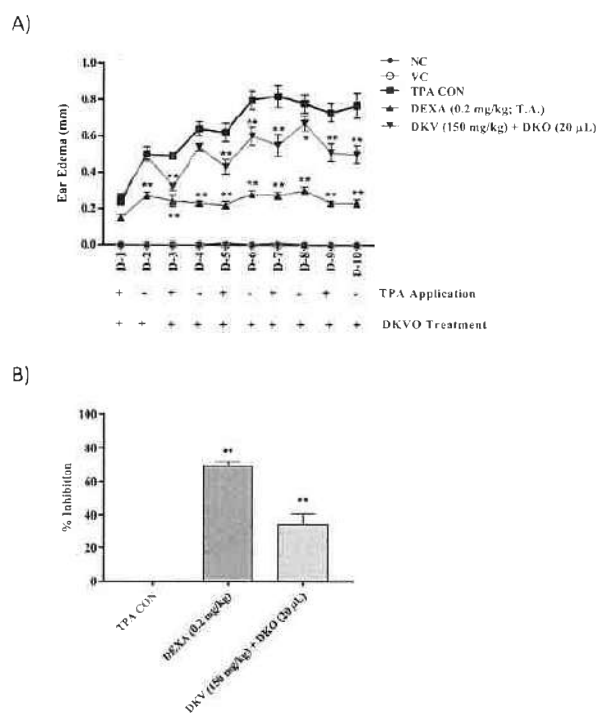 A)
NC
VC
TPA CON
DEXA (0.2 mg/kg; T.A.)
DKV (150 mg/kg) + DKO (20 µL)
Ear Edema (mm)
1.0
0.8
0.6
0.4
0.2
0.0
** ** ** ** *
** **
** ** ** ** ** ** ** ** **
D-1 D-2 D-3 D-4 D-5 D-6 D-7 D-8 D-9 D-10
+ - + - + - + - + - TPA Application
+ + + + + + + + + + DKVO Treatment
B)
% Inhibition
100
80
60
40
20
0
**
**
TPA CON
DEXA (0.2 mg/kg)
DKV (150 mg/kg) + DKO (20 µL)